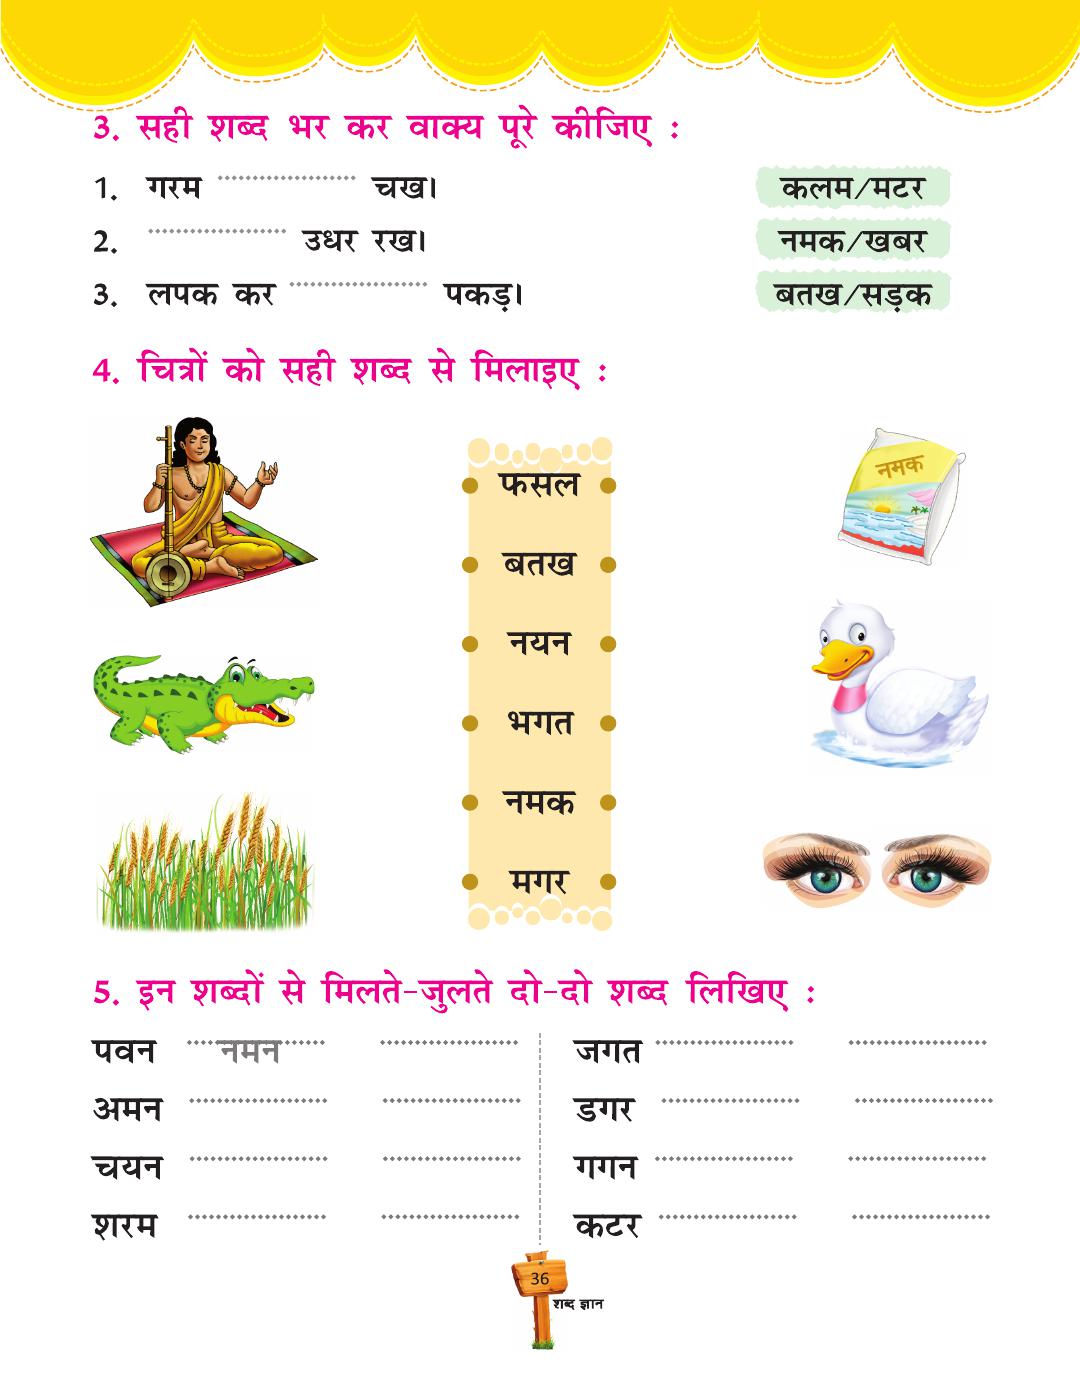 3. सही शब्द भर कर वाक्य पूरे कीजिए :
1. गरम ........................ चख। कलम/मटर
2. ........................ उधर रख। नमक/खबर
3. लपक कर ........................ पकड़। बतख/सड़क
4. चित्रों को सही शब्द से मिलाइए :
नमक
फसल
बतख
नयन
भगत
नमक
मगर
5. इन शब्दों से मिलते-जुलते दो-दो शब्द लिखिए :
पवन नमन ........................ जगत ........................ ........................
अमन ........................ ........................ डगर ........................ ........................
चयन ........................ ........................ गगन ........................ ........................
शरम ........................ ........................ कटर ........................ ........................
36
शब्द ज्ञान